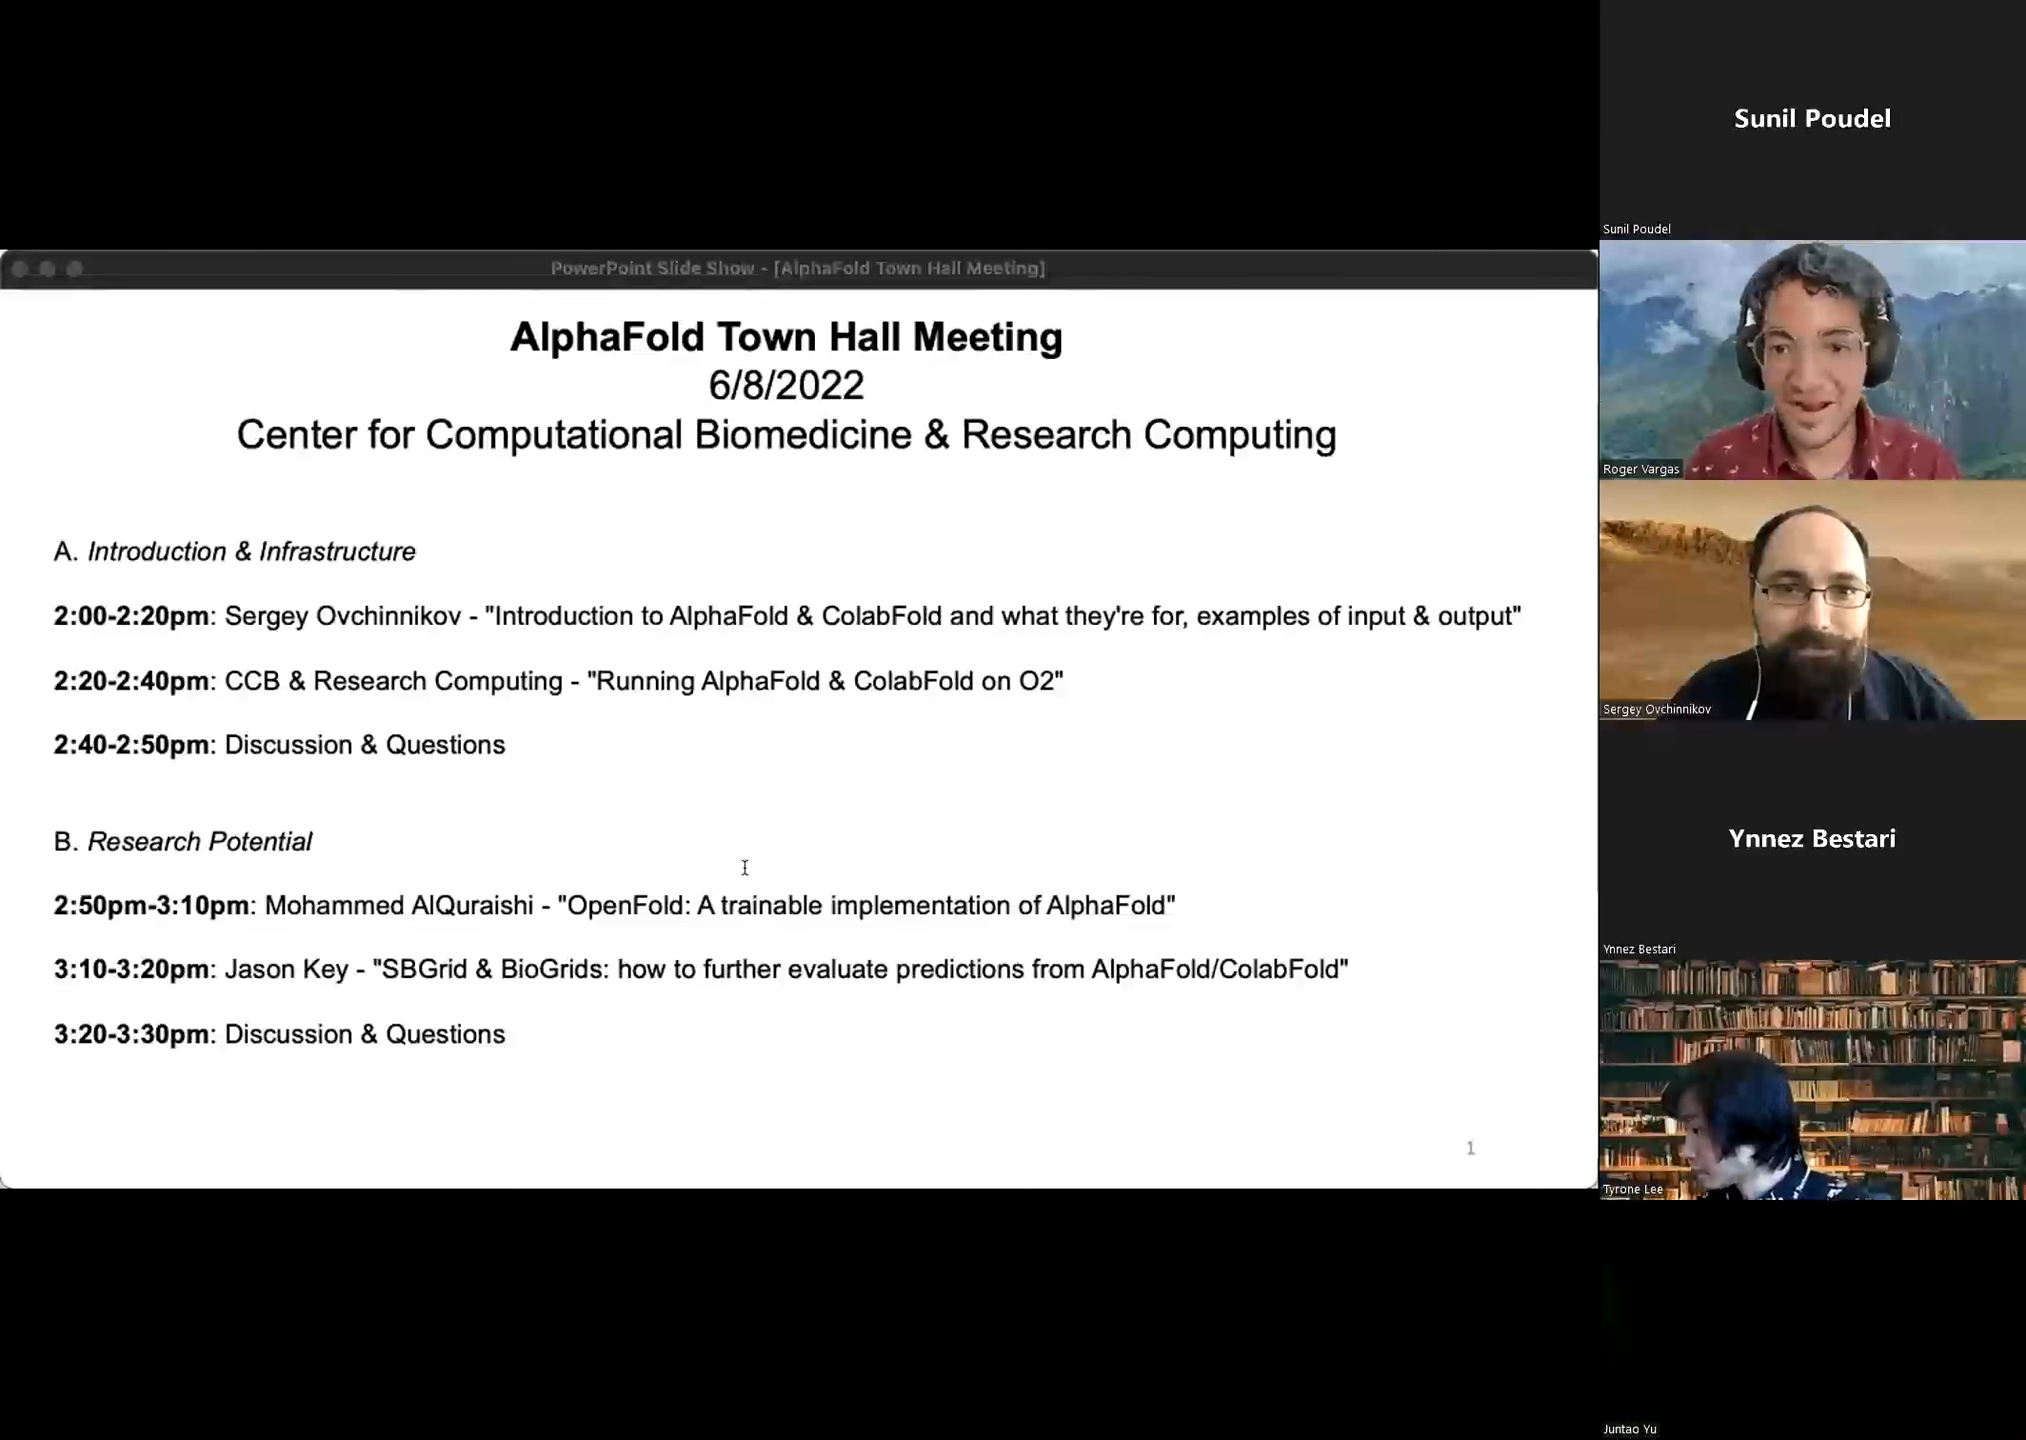 PowerPoint Slide Show - [AlphaFold Town Hall Meeting]
AlphaFold Town Hall Meeting
6/8/2022
Center for Computational Biomedicine & Research Computing
A. Introduction & Infrastructure
2:00-2:20pm: Sergey Ovchinnikov - "Introduction to AlphaFold & ColabFold and what they're for, examples of input & output"
2:20-2:40pm: CCB & Research Computing - "Running AlphaFold & ColabFold on O2"
2:40-2:50pm: Discussion & Questions
B. Research Potential
2:50pm-3:10pm: Mohammed AlQuraishi - "OpenFold: A trainable implementation of AlphaFold"
3:10-3:20pm: Jason Key - "SBGrid & BioGrids: how to further evaluate predictions from AlphaFold/ColabFold"
3:20-3:30pm: Discussion & Questions
1
Sunil Poudel
Sunil Poudel
Roger Vargas
Sergey Ovchinnikov
Ynnez Bestari
Ynnez Bestari
Tyrone Lee
Juntao Yu